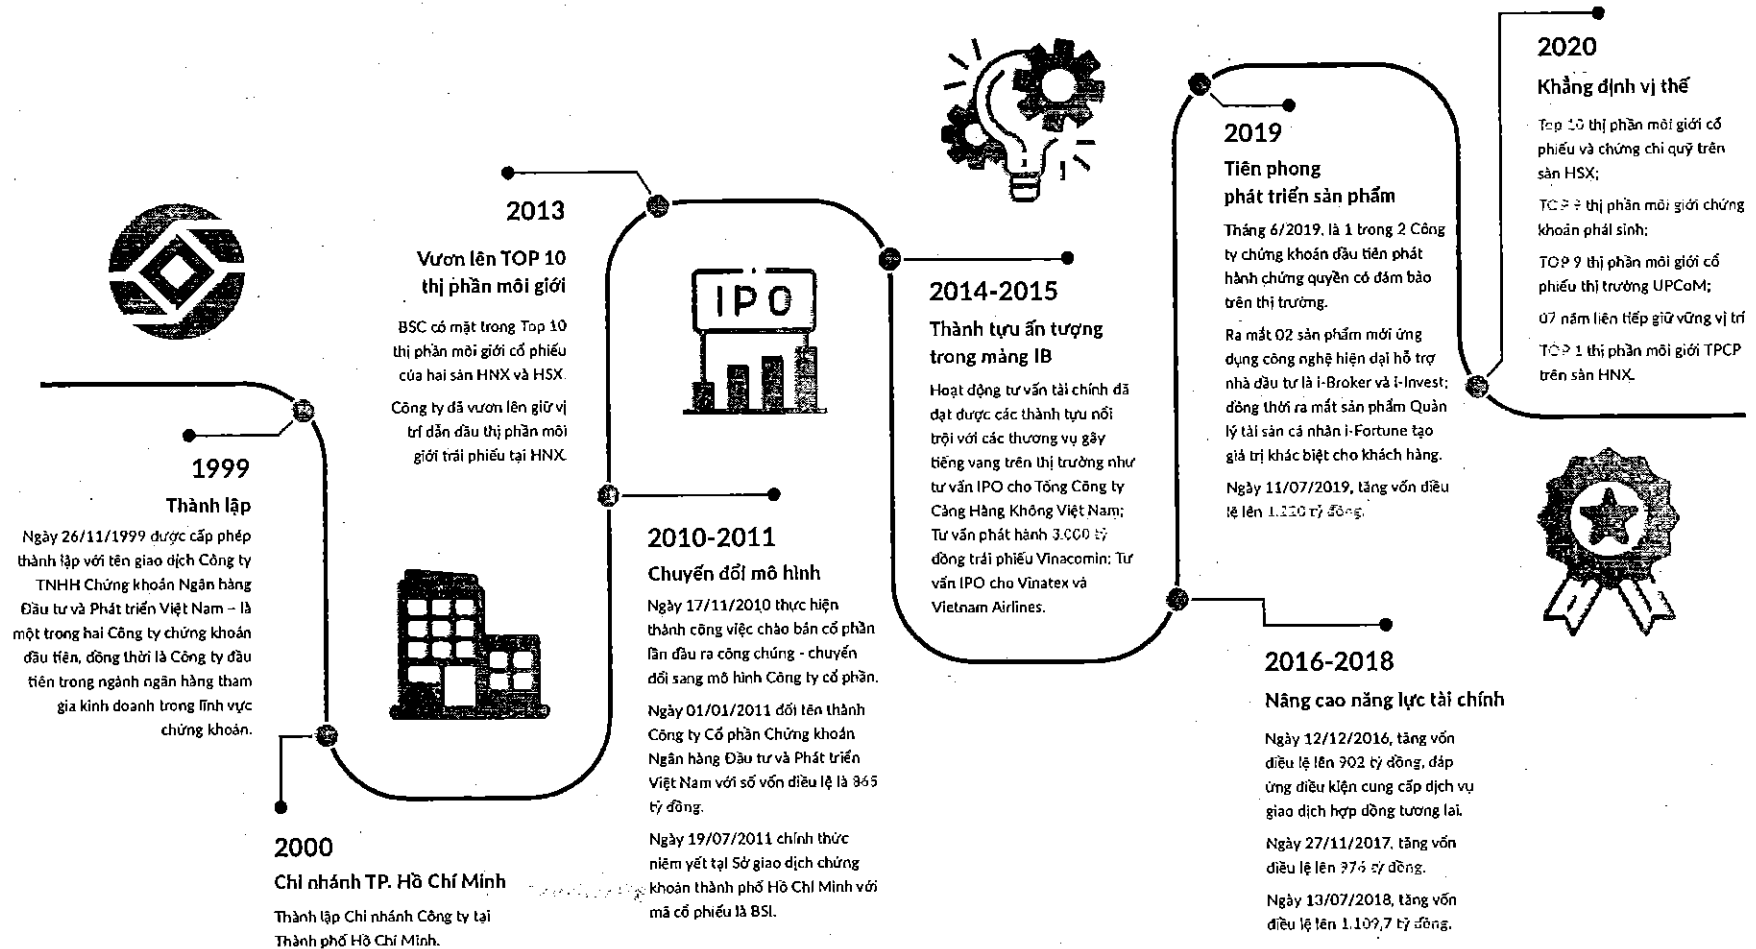 1999
Thành lập
Ngày 26/11/1999 được cấp phép
thành lập với tên giao dịch Công ty
TNHH Chứng khoán Ngân hàng
Đầu tư và Phát triển Việt Nam – là
một trong hai Công ty chứng khoán
đầu tiên, đồng thời là Công ty đầu
tiên trong ngành ngân hàng tham
gia kinh doanh trong lĩnh vực
chứng khoán.
2000
Chi nhánh TP. Hồ Chí Minh
Thành lập Chi nhánh Công ty tại
Thành phố Hồ Chí Minh.
2010-2011
Chuyển đổi mô hình
Ngày 17/11/2010 thực hiện
thành công việc chào bán cổ phần
lần đầu ra công chúng - chuyển
đổi sang mô hình Công ty cổ phần.
Ngày 01/01/2011 đổi tên thành
Công ty Cổ phần Chứng khoán
Ngân hàng Đầu tư và Phát triển
Việt Nam với số vốn điều lệ là 865
tỷ đồng.
Ngày 19/07/2011 chính thức
niêm yết tại Sở giao dịch chứng
khoán thành phố Hồ Chí Minh với
mã cổ phiếu là BSI.
2013
Vươn lên TOP 10
thị phần môi giới
BSC có mặt trong Top 10
thị phần môi giới cổ phiếu
của hai sàn HNX và HSX.
Công ty đã vươn lên giữ vị
trí dẫn đầu thị phần môi
giới trái phiếu tại HNX.
IPO
2014-2015
Thành tựu ấn tượng
trong mảng IB
Hoạt động tư vấn tài chính đã
đạt được các thành tựu nổi
trội với các thương vụ gây
tiếng vang trên thị trường như
tư vấn IPO cho Tổng Công ty
Cảng Hàng Không Việt Nam;
Tư vấn phát hành 3.000 tỷ
đồng trái phiếu Vinacomin; Tư
vấn IPO cho Vinatex và
Vietnam Airlines.
2016-2018
Nâng cao năng lực tài chính
Ngày 12/12/2016, tăng vốn
điều lệ lên 902 tỷ đồng, đáp
ứng điều kiện cung cấp dịch vụ
giao dịch hợp đồng tương lai.
Ngày 27/11/2017, tăng vốn
điều lệ lên tỷ đồng.
Ngày 13/07/2018, tăng vốn
điều lệ lên 1.109,7 tỷ đồng.
2019
Tiên phong
phát triển sản phẩm
Tháng 6/2019, là 1 trong 2 Công
ty chứng khoán đầu tiên phát
hành chứng quyền có đảm bảo
trên thị trường.
Ra mắt 02 sản phẩm mới ứng
dụng công nghệ hiện đại hỗ trợ
nhà đầu tư là i-Broker và i-Invest;
đồng thời ra mắt sản phẩm Quản
lý tài sản cá nhân i-Fortune tạo
giá trị khác biệt cho khách hàng.
Ngày 11/07/2019, tăng vốn điều
lệ lên tỷ đồng.
2020
Khẳng định vị thế
Top 10 thị phần môi giới cổ
phiếu và chứng chỉ quỹ trên
sàn HSX;
TOP thị phần môi giới chứng
khoán phái sinh;
TOP 9 thị phần môi giới cổ
phiếu thị trường UPCoM;
07 năm liên tiếp giữ vững vị trí
TOP 1 thị phần môi giới TPCP
trên sàn HNX.